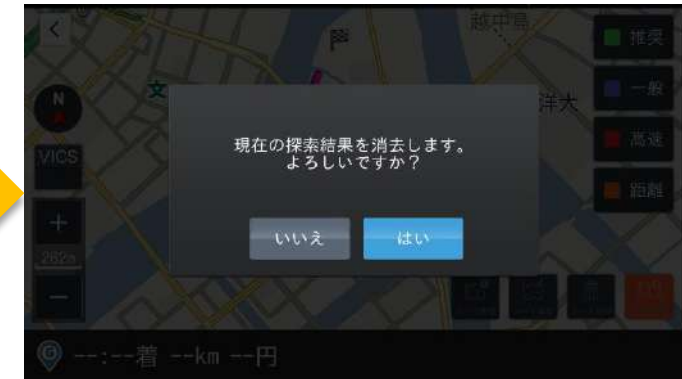 越中島
推奨
文
N
洋大
一般
VICS
現在の探索結果を消去します。
よろしいですか?
高速
距離
+
262m
いいえ
はい
−
--:--着 --km --円